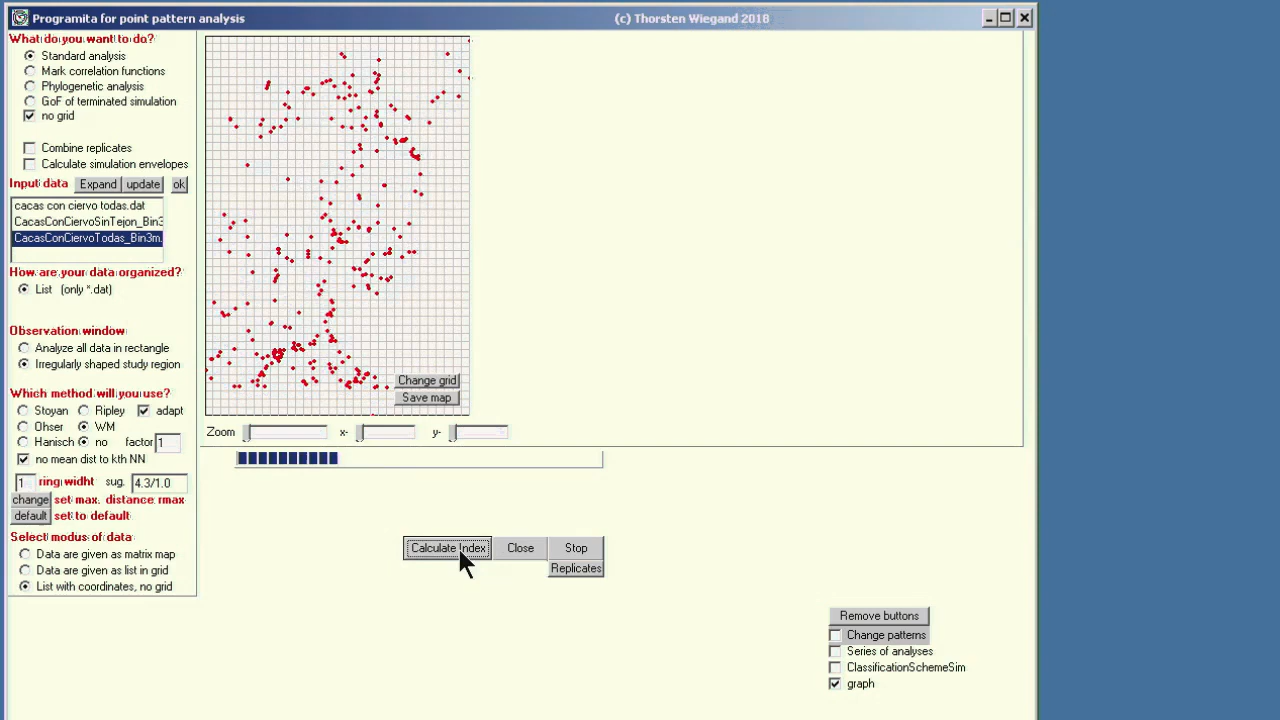 Programita for point pattern analysis (c) Thorsten Wiegand 2018
What do you want to do?
Standard analysis
Mark correlation functions
Phylogenetic analysis
GoF of terminated simulation
no grid
Combine replicates
Calculate simulation envelopes
Input data Expand update ok
cacas con ciervo todas.dat
CacasConCiervoSinTejon_Bin3
CacasConCiervoTodas_Bin3m.
How are your data organized?
List (only *.dat)
Observation window
Analyze all data in rectangle
Irregularly shaped study region
Which method will you use?
Stoyan Ripley adapt
Ohser WM
Hanisch no factor 1
no mean dist to kth NN
1 ring widht sug. 4.3/1.0
change set max. distance rmax
default set to default
Select modus of data
Data are given as matrix map
Data are given as list in grid
List with coordinates, no grid
Change grid
Save map
Zoom x- y-
Calculate Index Close Stop
Replicates
Remove buttons
Change patterns
Series of analyses
ClassificationSchemeSim
graph